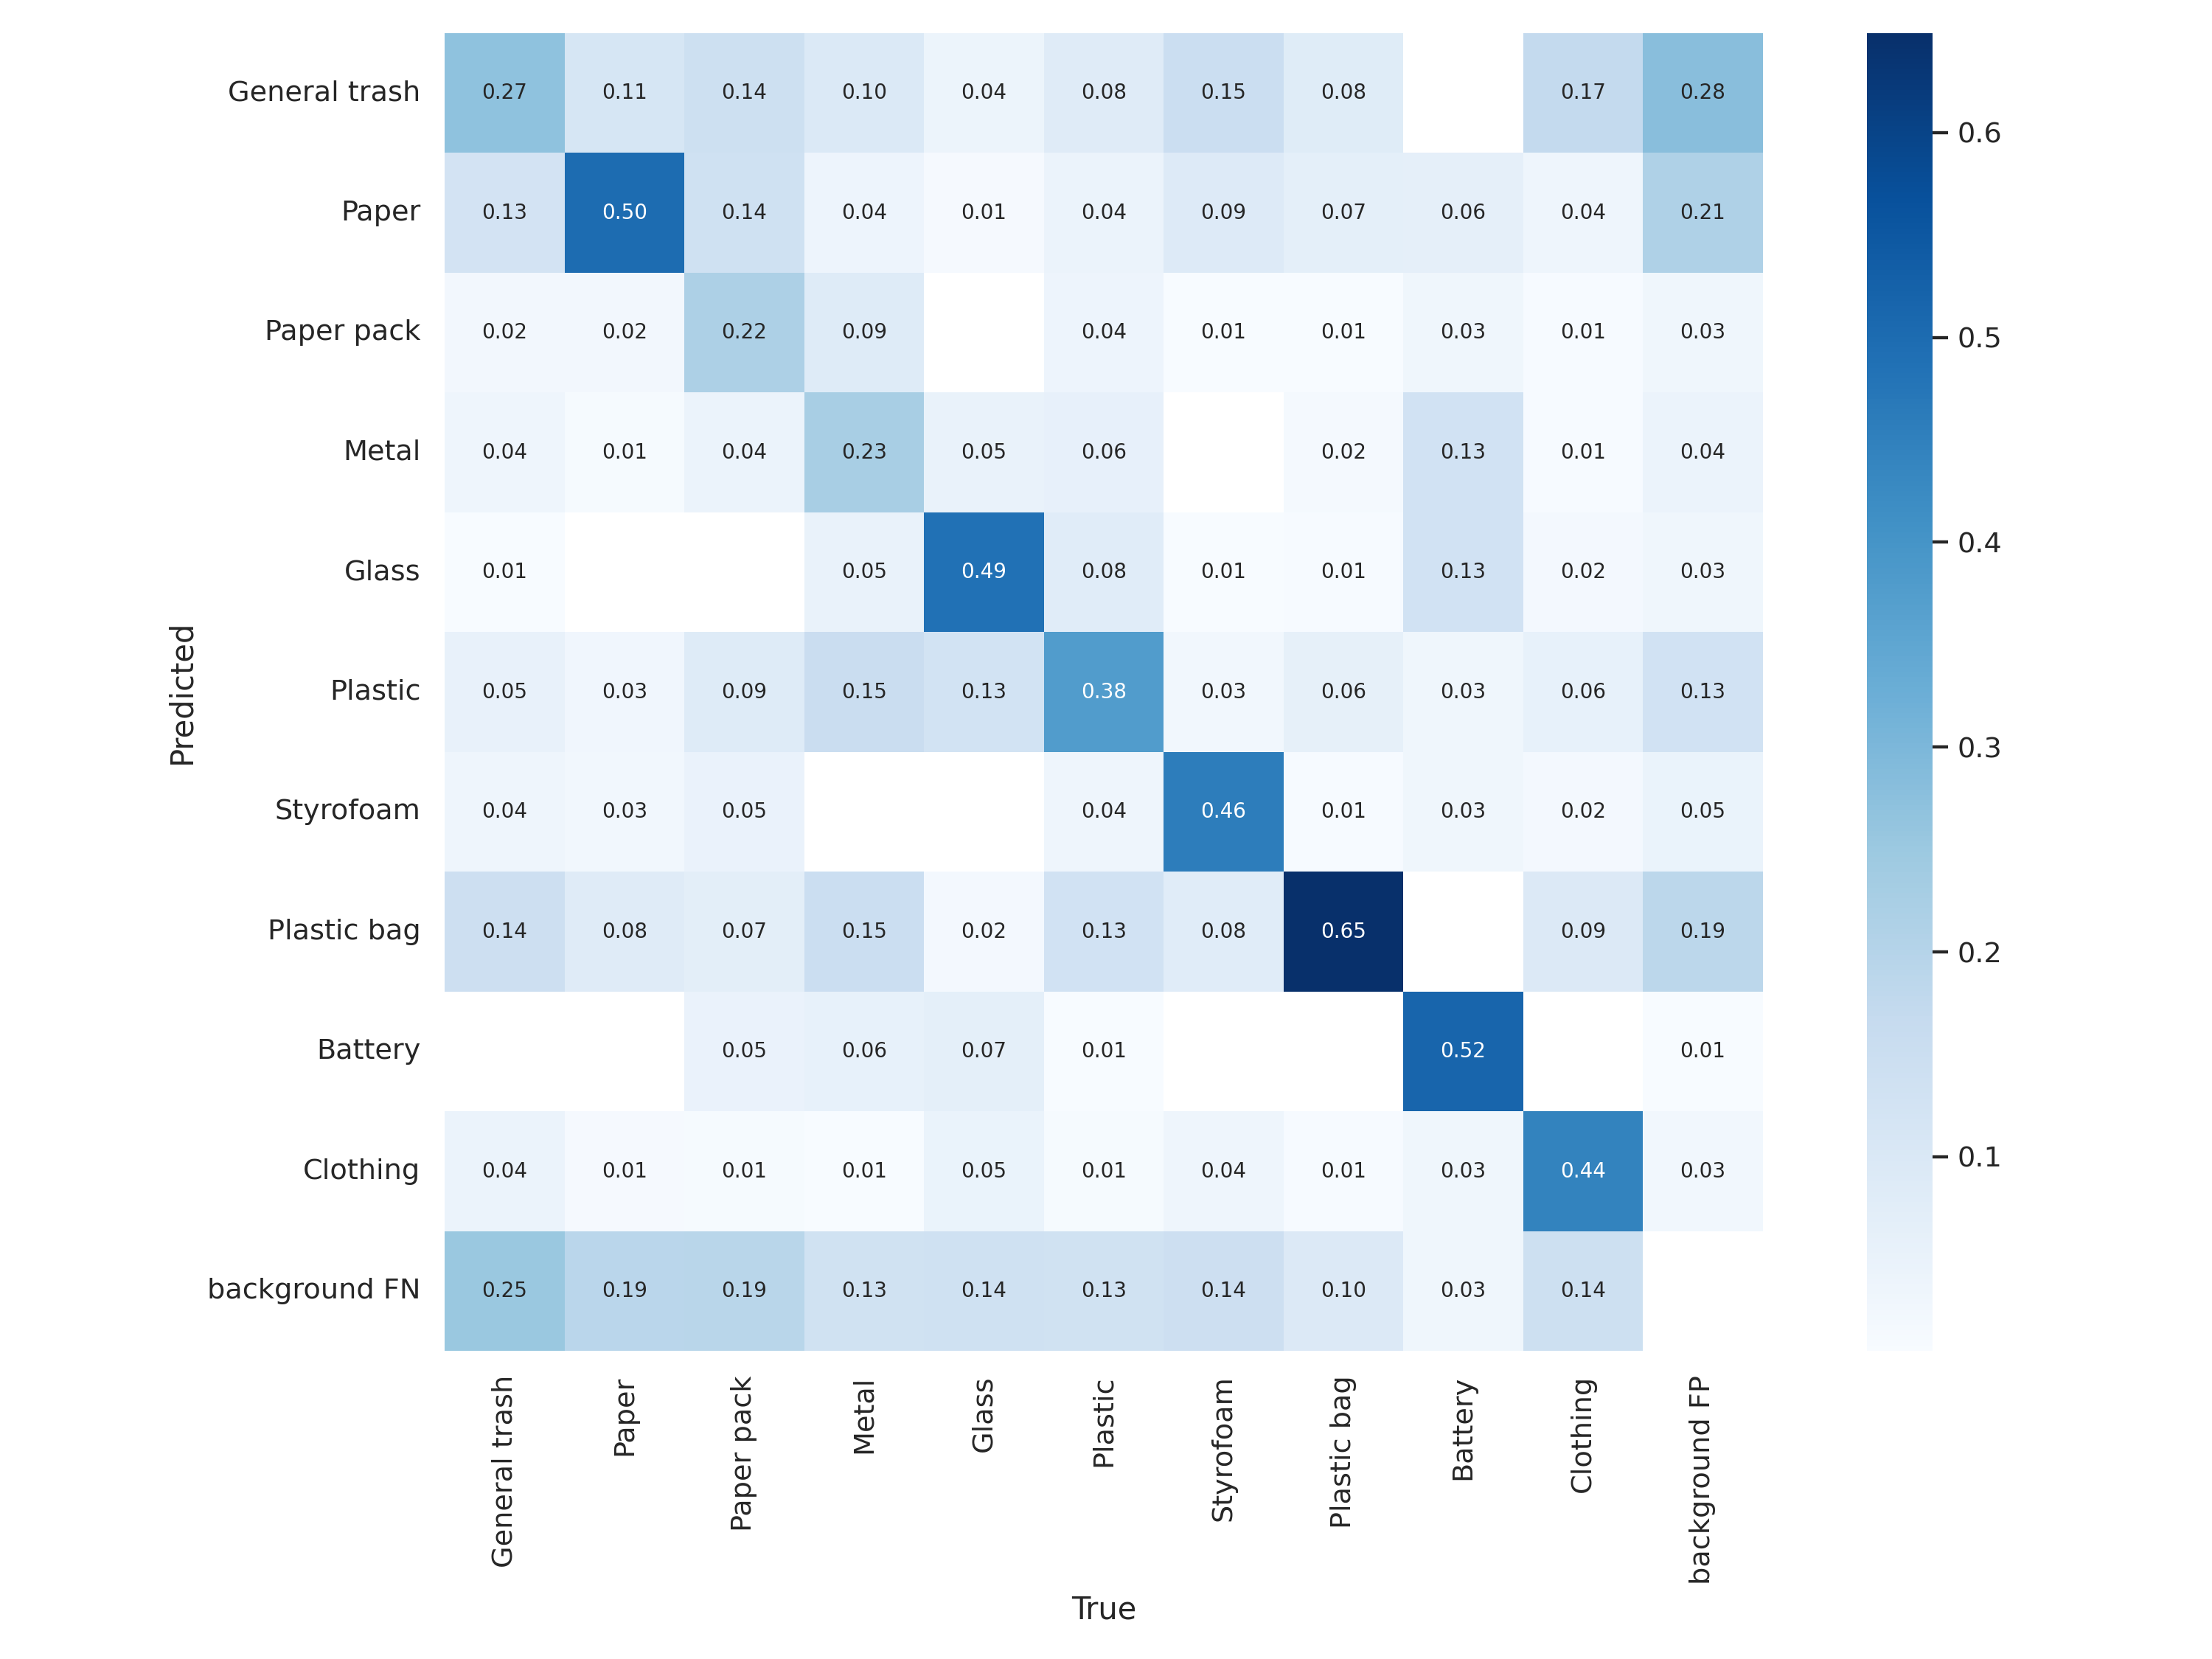 General trash 0.27 0.11 0.14 0.10 0.04 0.08 0.15 0.08 0.17 0.28
0.6
Paper 0.13 0.50 0.14 0.04 0.01 0.04 0.09 0.07 0.06 0.04 0.21
Paper pack 0.02 0.02 0.22 0.09 0.04 0.01 0.01 0.03 0.01 0.03
0.5
Metal 0.04 0.01 0.04 0.23 0.05 0.06 0.02 0.13 0.01 0.04
0.4
Glass 0.01 0.05 0.49 0.08 0.01 0.01 0.13 0.02 0.03
Predicted
Plastic 0.05 0.03 0.09 0.15 0.13 0.38 0.03 0.06 0.03 0.06 0.13
0.3
Styrofoam 0.04 0.03 0.05 0.04 0.46 0.01 0.03 0.02 0.05
Plastic bag 0.14 0.08 0.07 0.15 0.02 0.13 0.08 0.65 0.09 0.19
0.2
Battery 0.05 0.06 0.07 0.01 0.52 0.01
0.1
Clothing 0.04 0.01 0.01 0.01 0.05 0.01 0.04 0.01 0.03 0.44 0.03
background FN 0.25 0.19 0.19 0.13 0.14 0.13 0.14 0.10 0.03 0.14
General trash
Paper
Paper pack
Metal
Glass
Plastic
Styrofoam
Plastic bag
Battery
Clothing
background FP
True